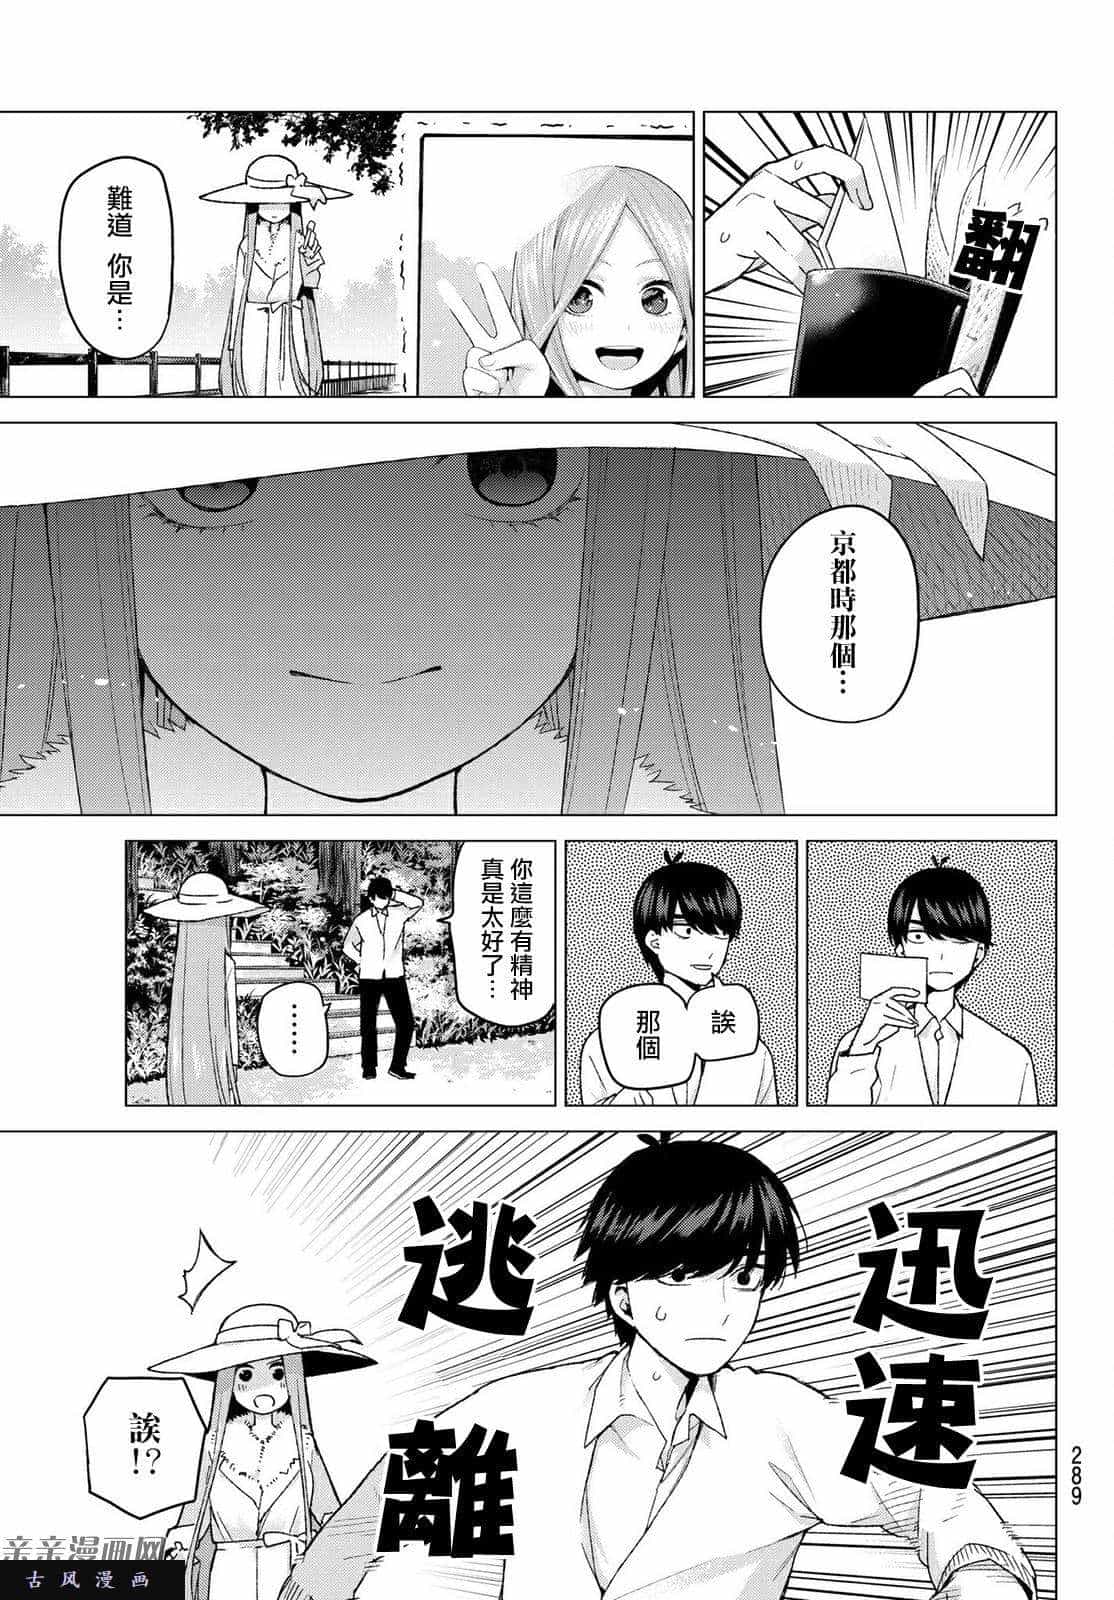 翻
難道 你是…
京都時那個…
誒
那個
你這麼有精神
真是太好了…
……
迅速
逃離
誒!?
289
亲亲漫画网
古风漫画